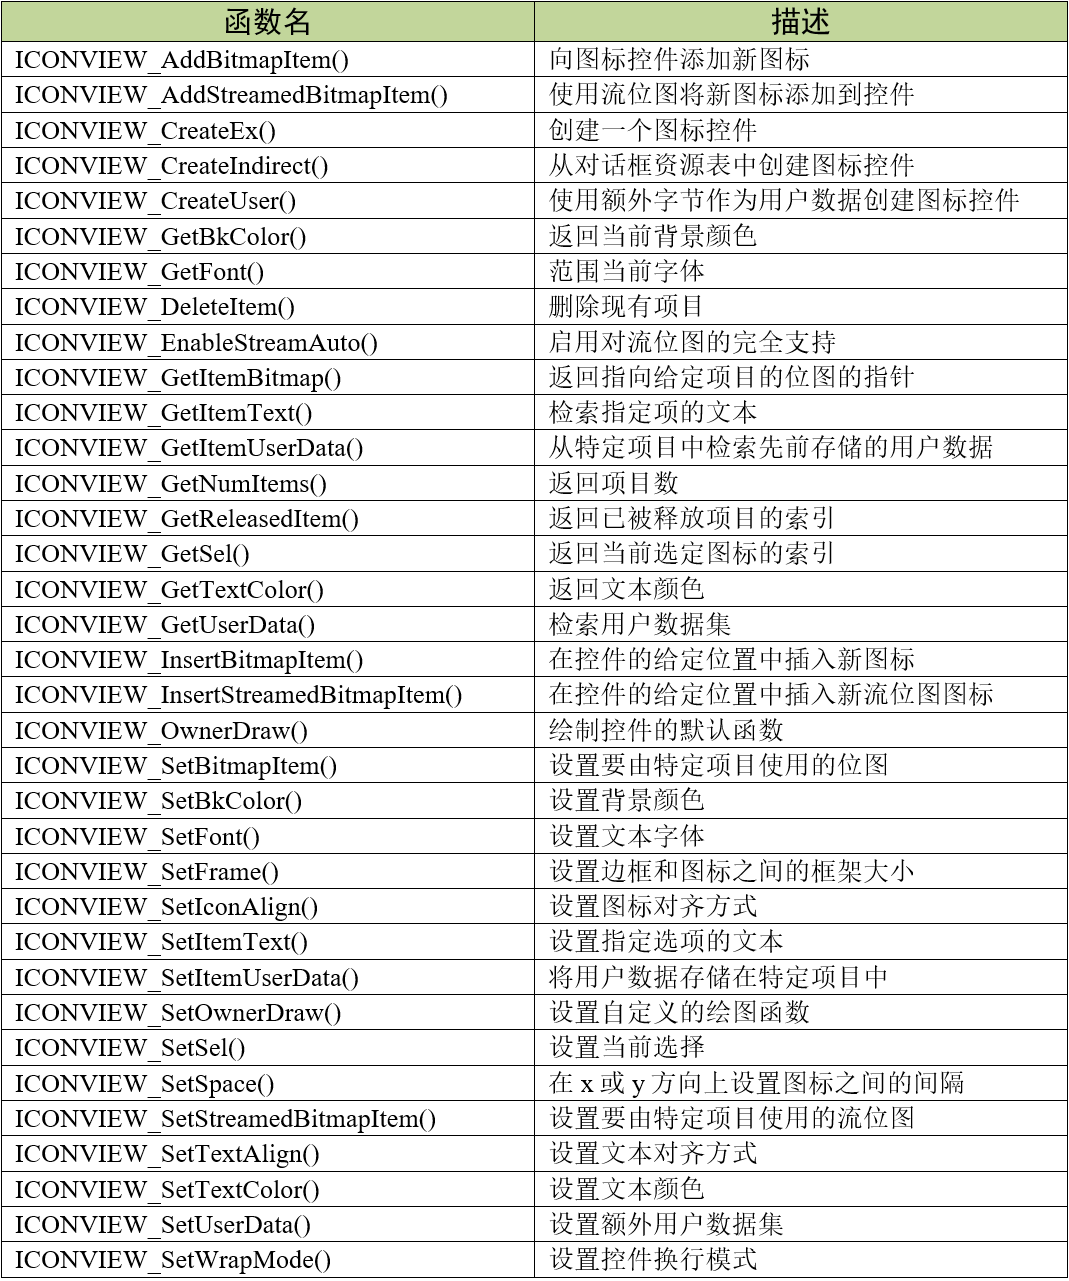 函数名 描述
ICONVIEW_AddBitmapItem() 向图标控件添加新图标
ICONVIEW_AddStreamedBitmapItem() 使用流位图将新图标添加到控件
ICONVIEW_CreateEx() 创建一个图标控件
ICONVIEW_CreateIndirect() 从对话框资源表中创建图标控件
ICONVIEW_CreateUser() 使用额外字节作为用户数据创建图标控件
ICONVIEW_GetBkColor() 返回当前背景颜色
ICONVIEW_GetFont() 范围当前字体
ICONVIEW_DeleteItem() 删除现有项目
ICONVIEW_EnableStreamAuto() 启用对流位图的完全支持
ICONVIEW_GetItemBitmap() 返回指向给定项目的位图的指针
ICONVIEW_GetItemText() 检索指定项的文本
ICONVIEW_GetItemUserData() 从特定项目中检索先前存储的用户数据
ICONVIEW_GetNumItems() 返回项目数
ICONVIEW_GetReleasedItem() 返回已被释放项目的索引
ICONVIEW_GetSel() 返回当前选定图标的索引
ICONVIEW_GetTextColor() 返回文本颜色
ICONVIEW_GetUserData() 检索用户数据集
ICONVIEW_InsertBitmapItem() 在控件的给定位置中插入新图标
ICONVIEW_InsertStreamedBitmapItem() 在控件的给定位置中插入新流位图图标
ICONVIEW_OwnerDraw() 绘制控件的默认函数
ICONVIEW_SetBitmapItem() 设置要由特定项目使用的位图
ICONVIEW_SetBkColor() 设置背景颜色
ICONVIEW_SetFont() 设置文本字体
ICONVIEW_SetFrame() 设置边框和图标之间的框架大小
ICONVIEW_SetIconAlign() 设置图标对齐方式
ICONVIEW_SetItemText() 设置指定选项的文本
ICONVIEW_SetItemUserData() 将用户数据存储在特定项目中
ICONVIEW_SetOwnerDraw() 设置自定义的绘图函数
ICONVIEW_SetSel() 设置当前选择
ICONVIEW_SetSpace() 在 x 或 y 方向上设置图标之间的间隔
ICONVIEW_SetStreamedBitmapItem() 设置要由特定项目使用的流位图
ICONVIEW_SetTextAlign() 设置文本对齐方式
ICONVIEW_SetTextColor() 设置文本颜色
ICONVIEW_SetUserData() 设置额外用户数据集
ICONVIEW_SetWrapMode() 设置控件换行模式